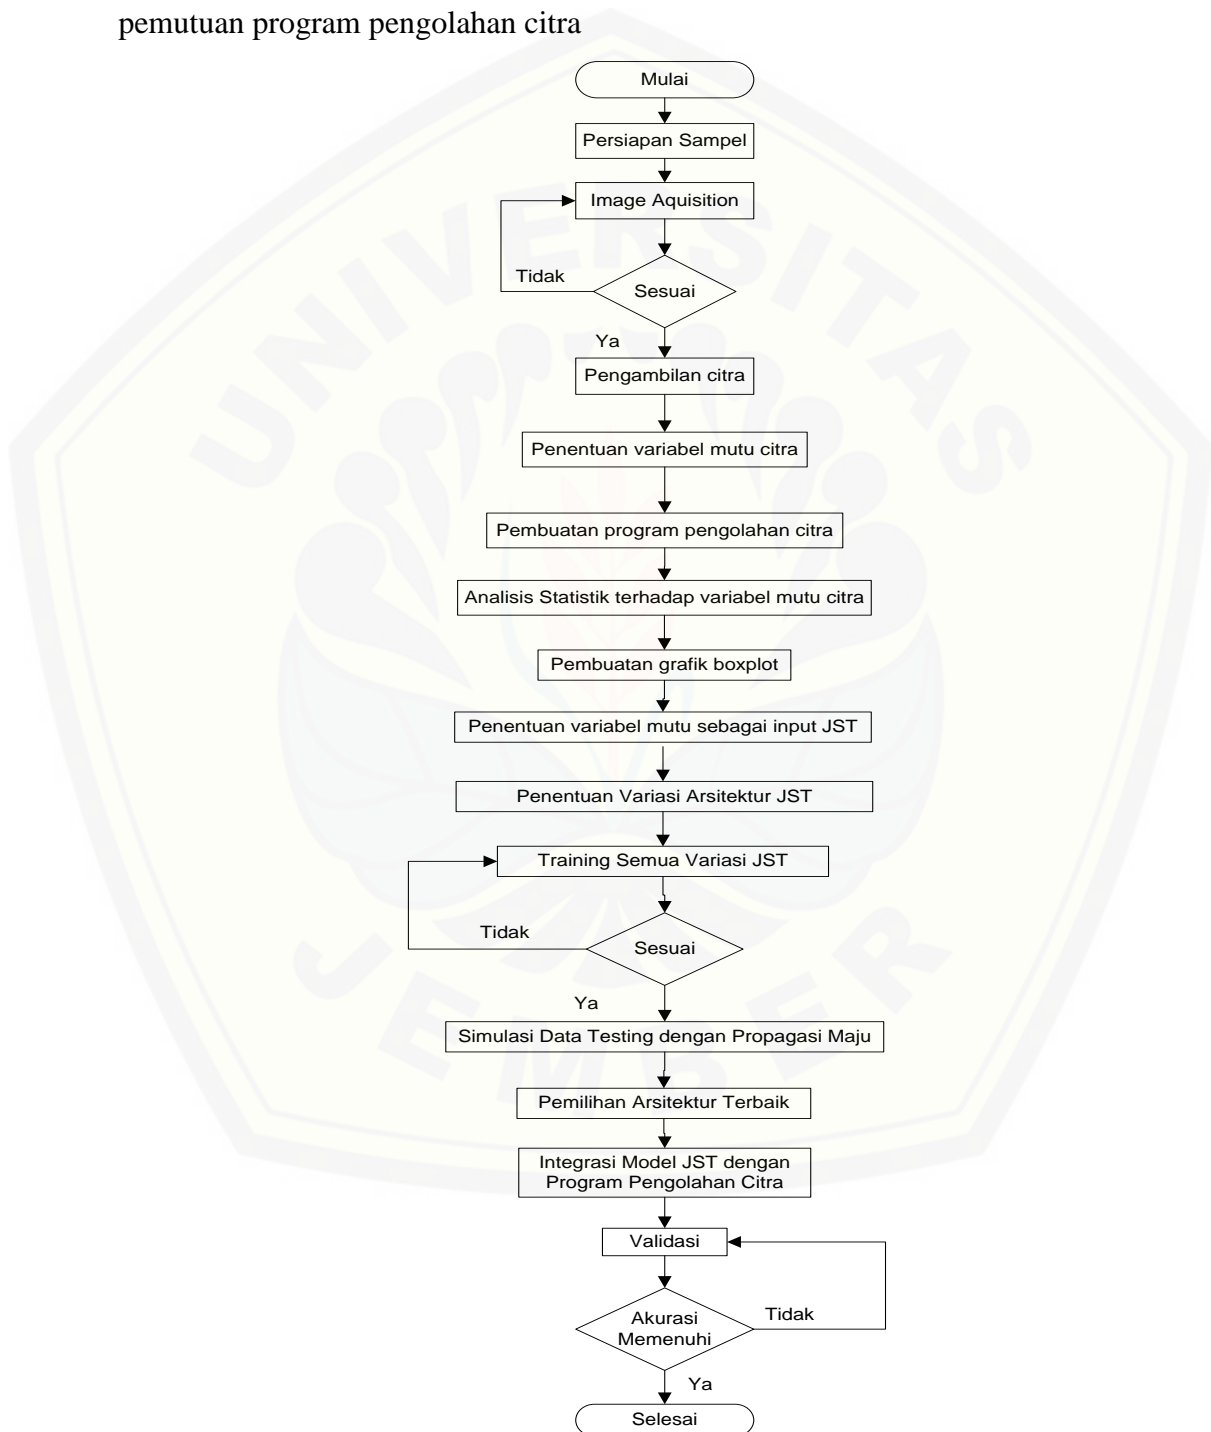 pemutuan program pengolahan citra
Mulai
Persiapan Sampel
Image Aquisition
Tidak
Sesuai
Ya
Pengambilan citra
Penentuan variabel mutu citra
Pembuatan program pengolahan citra
Analisis Statistik terhadap variabel mutu citra
Pembuatan grafik boxplot
Penentuan variabel mutu sebagai input JST
Penentuan Variasi Arsitektur JST
Training Semua Variasi JST
Tidak
Sesuai
Ya
Simulasi Data Testing dengan Propagasi Maju
Pemilihan Arsitektur Terbaik
Integrasi Model JST dengan
Program Pengolahan Citra
Validasi
Akurasi
Memenuhi
Tidak
Ya
Selesai
UNIVERSITAS
JEMBER